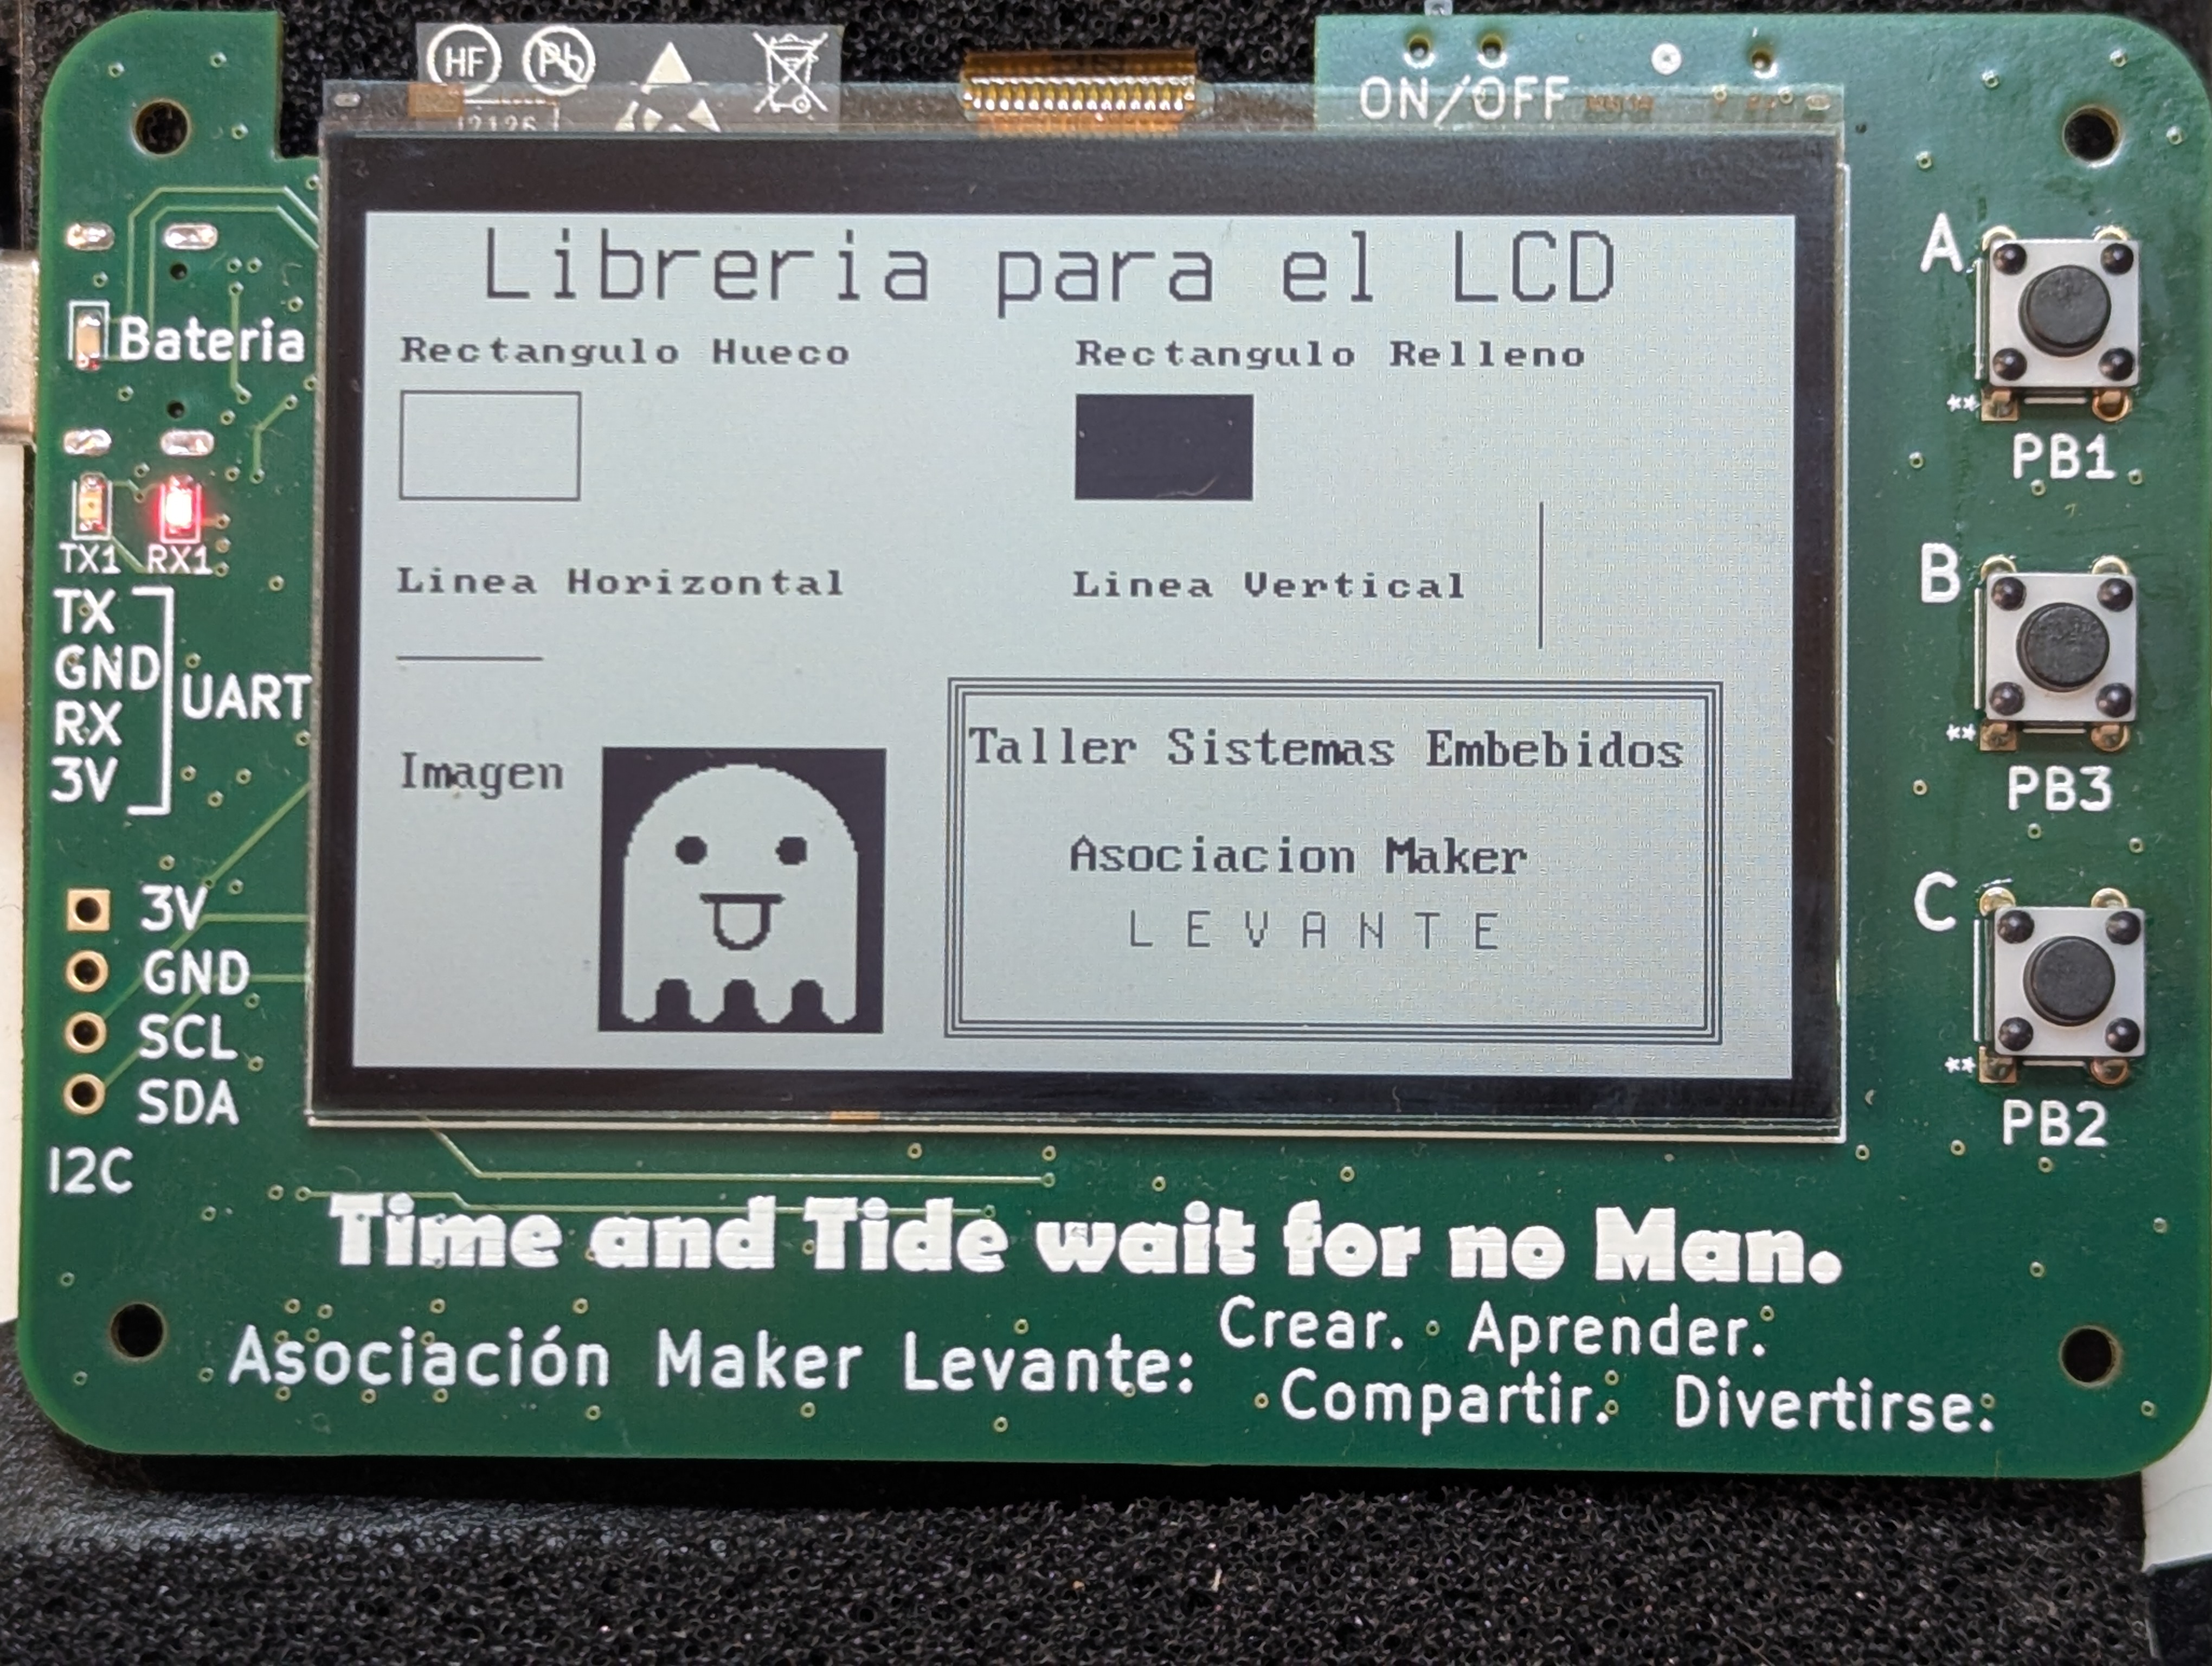 HF Pb
ON/OFF
Libreria para el LCD
Bateria
Rectangulo Hueco
Rectangulo Relleno
Linea Horizontal
Linea Vertical
Imagen
Taller Sistemas Embebidos
Asociacion Maker
L E V A N T E
TX1 RX1
TX
GND
RX
3V
UART
3V
GND
SCL
SDA
I2C
A
**
PB1
B
**
PB3
C
**
PB2
Time and Tide wait for no Man.
Asociación Maker Levante:
Crear. Aprender.
Compartir. Divertirse.